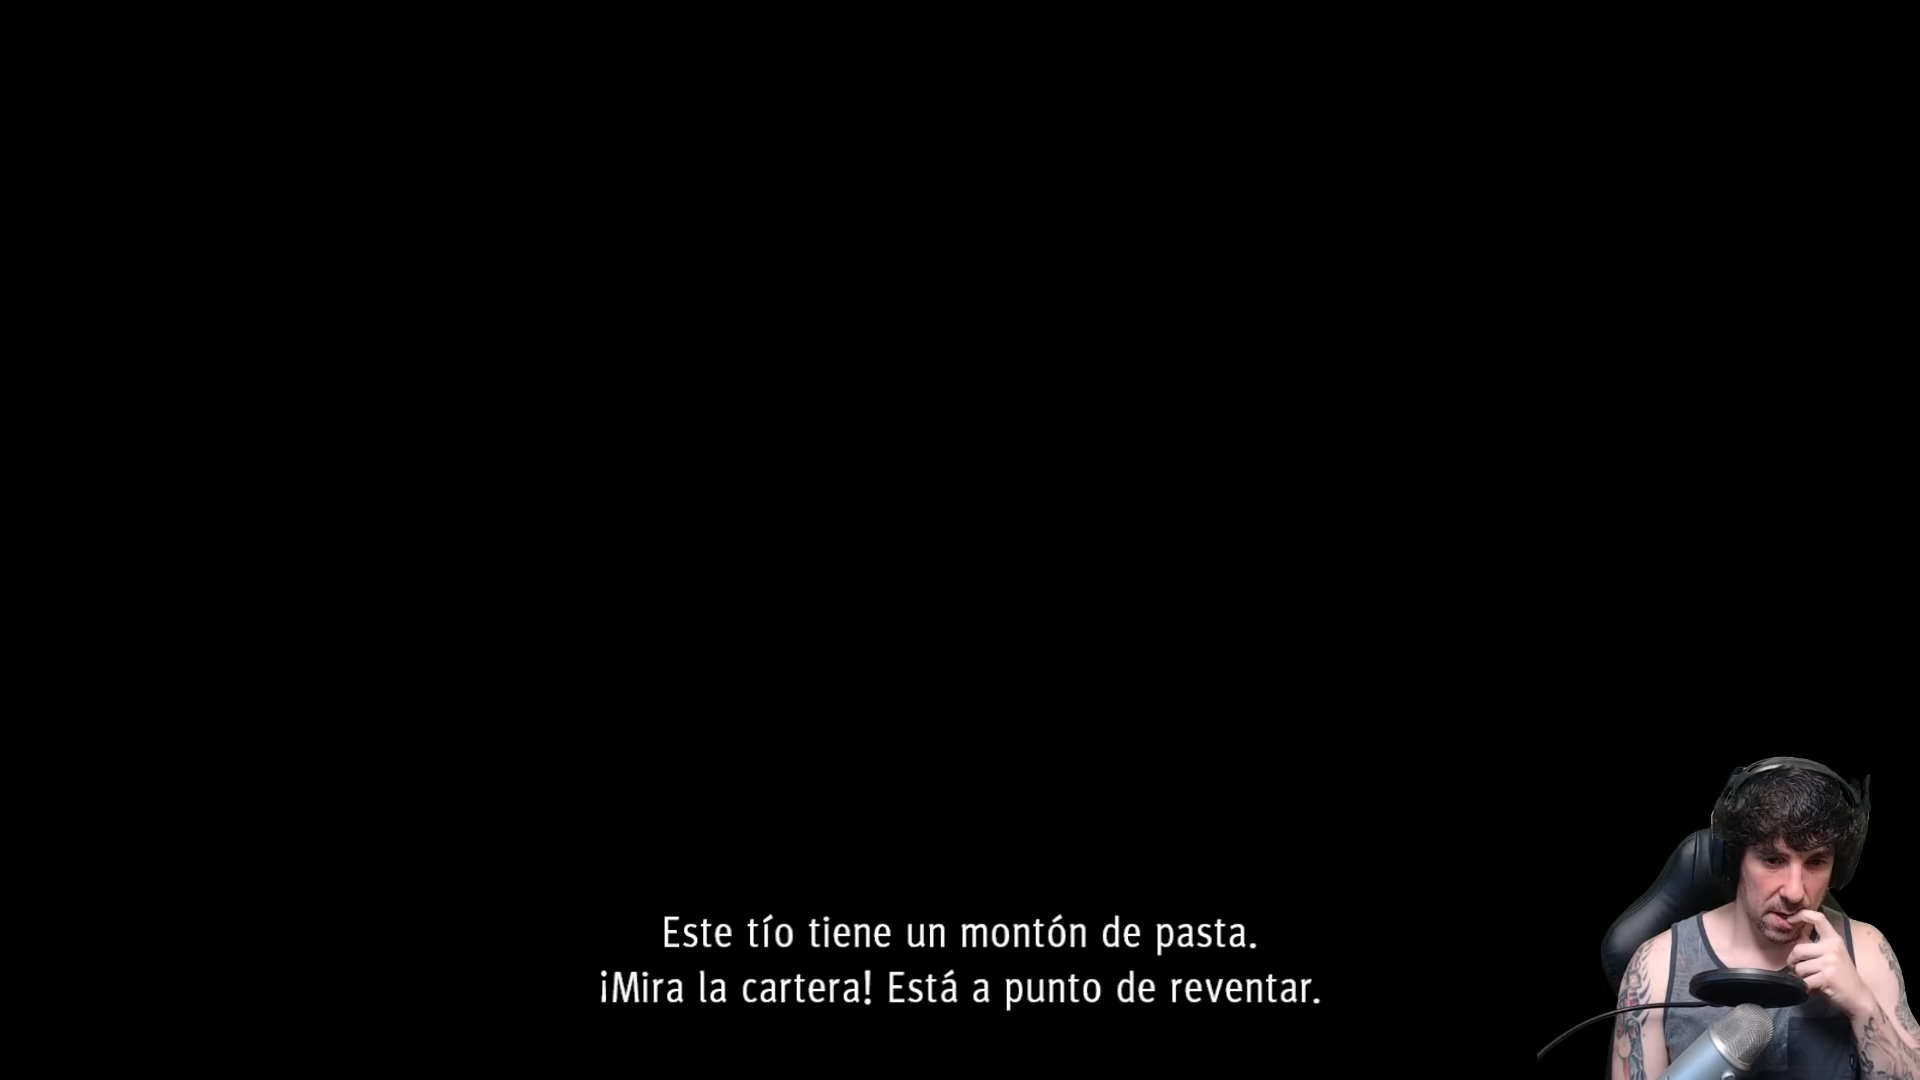 Este tío tiene un montón de pasta.
¡Mira la cartera! Está a punto de reventar.